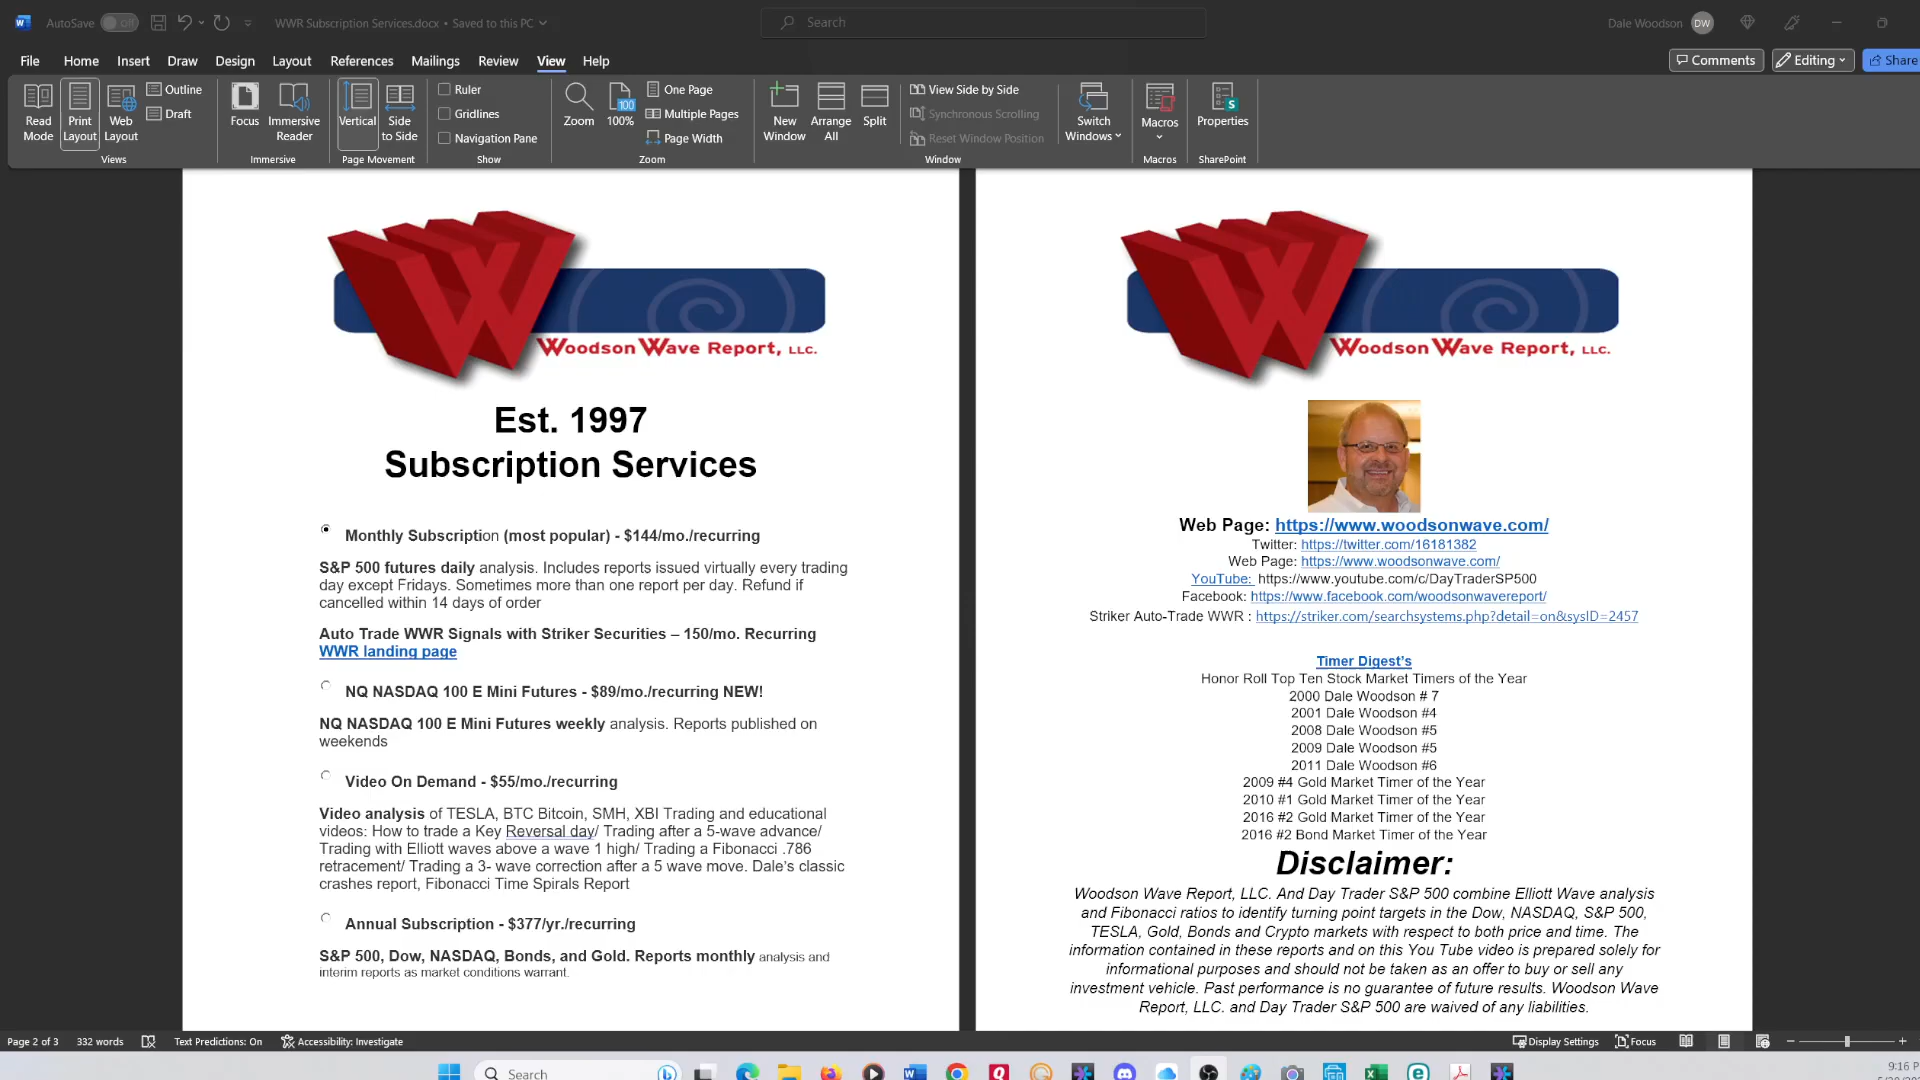 AutoSave Off WWR Subscription Services.docx • Saved to this PC Search Dale Woodson DW
File Home Insert Draw Design Layout References Mailings Review View Help Comments Editing Share
Read Mode Print Layout Web Layout Outline Draft
Views
Focus Immersive Reader
Immersive
Vertical Side to Side
Page Movement
Ruler
Gridlines
Navigation Pane
Show
Zoom 100 100% One Page Multiple Pages Page Width
Zoom
New Window Arrange All Split View Side by Side Synchronous Scrolling Reset Window Position Switch Windows
Window
Macros
Macros
Properties
SharePoint
Woodson Wave Report, LLC.
Est. 1997
Subscription Services
Monthly Subscription (most popular) - $144/mo./recurring
S&P 500 futures daily analysis. Includes reports issued virtually every trading
day except Fridays. Sometimes more than one report per day. Refund if
cancelled within 14 days of order
Auto Trade WWR Signals with Striker Securities – 150/mo. Recurring
WWR landing page
NQ NASDAQ 100 E Mini Futures - $89/mo./recurring NEW!
NQ NASDAQ 100 E Mini Futures weekly analysis. Reports published on
weekends
Video On Demand - $55/mo./recurring
Video analysis of TESLA, BTC Bitcoin, SMH, XBI Trading and educational
videos: How to trade a Key Reversal day/ Trading after a 5-wave advance/
Trading with Elliott waves above a wave 1 high/ Trading a Fibonacci .786
retracement/ Trading a 3- wave correction after a 5 wave move. Dale's classic
crashes report, Fibonacci Time Spirals Report
Annual Subscription - $377/yr./recurring
S&P 500, Dow, NASDAQ, Bonds, and Gold. Reports monthly analysis and
interim reports as market conditions warrant.
Woodson Wave Report, LLC.
Web Page: https://www.woodsonwave.com/
Twitter: https://twitter.com/16181382
Web Page: https://www.woodsonwave.com/
YouTube: https://www.youtube.com/c/DayTraderSP500
Facebook: https://www.facebook.com/woodsonwavereport/
Striker Auto-Trade WWR : https://striker.com/searchsystems.php?detail=on&sysID=2457
Timer Digest's
Honor Roll Top Ten Stock Market Timers of the Year
2000 Dale Woodson # 7
2001 Dale Woodson #4
2008 Dale Woodson #5
2009 Dale Woodson #5
2011 Dale Woodson #6
2009 #4 Gold Market Timer of the Year
2010 #1 Gold Market Timer of the Year
2016 #2 Gold Market Timer of the Year
2016 #2 Bond Market Timer of the Year
Disclaimer:
Woodson Wave Report, LLC. And Day Trader S&P 500 combine Elliott Wave analysis
and Fibonacci ratios to identify turning point targets in the Dow, NASDAQ, S&P 500,
TESLA, Gold, Bonds and Crypto markets with respect to both price and time. The
information contained in these reports and on this You Tube video is prepared solely for
informational purposes and should not be taken as an offer to buy or sell any
investment vehicle. Past performance is no guarantee of future results. Woodson Wave
Report, LLC. and Day Trader S&P 500 are waived of any liabilities.
Page 2 of 3 332 words Text Predictions: On Accessibility: Investigate Display Settings Focus
Search 9:16 P